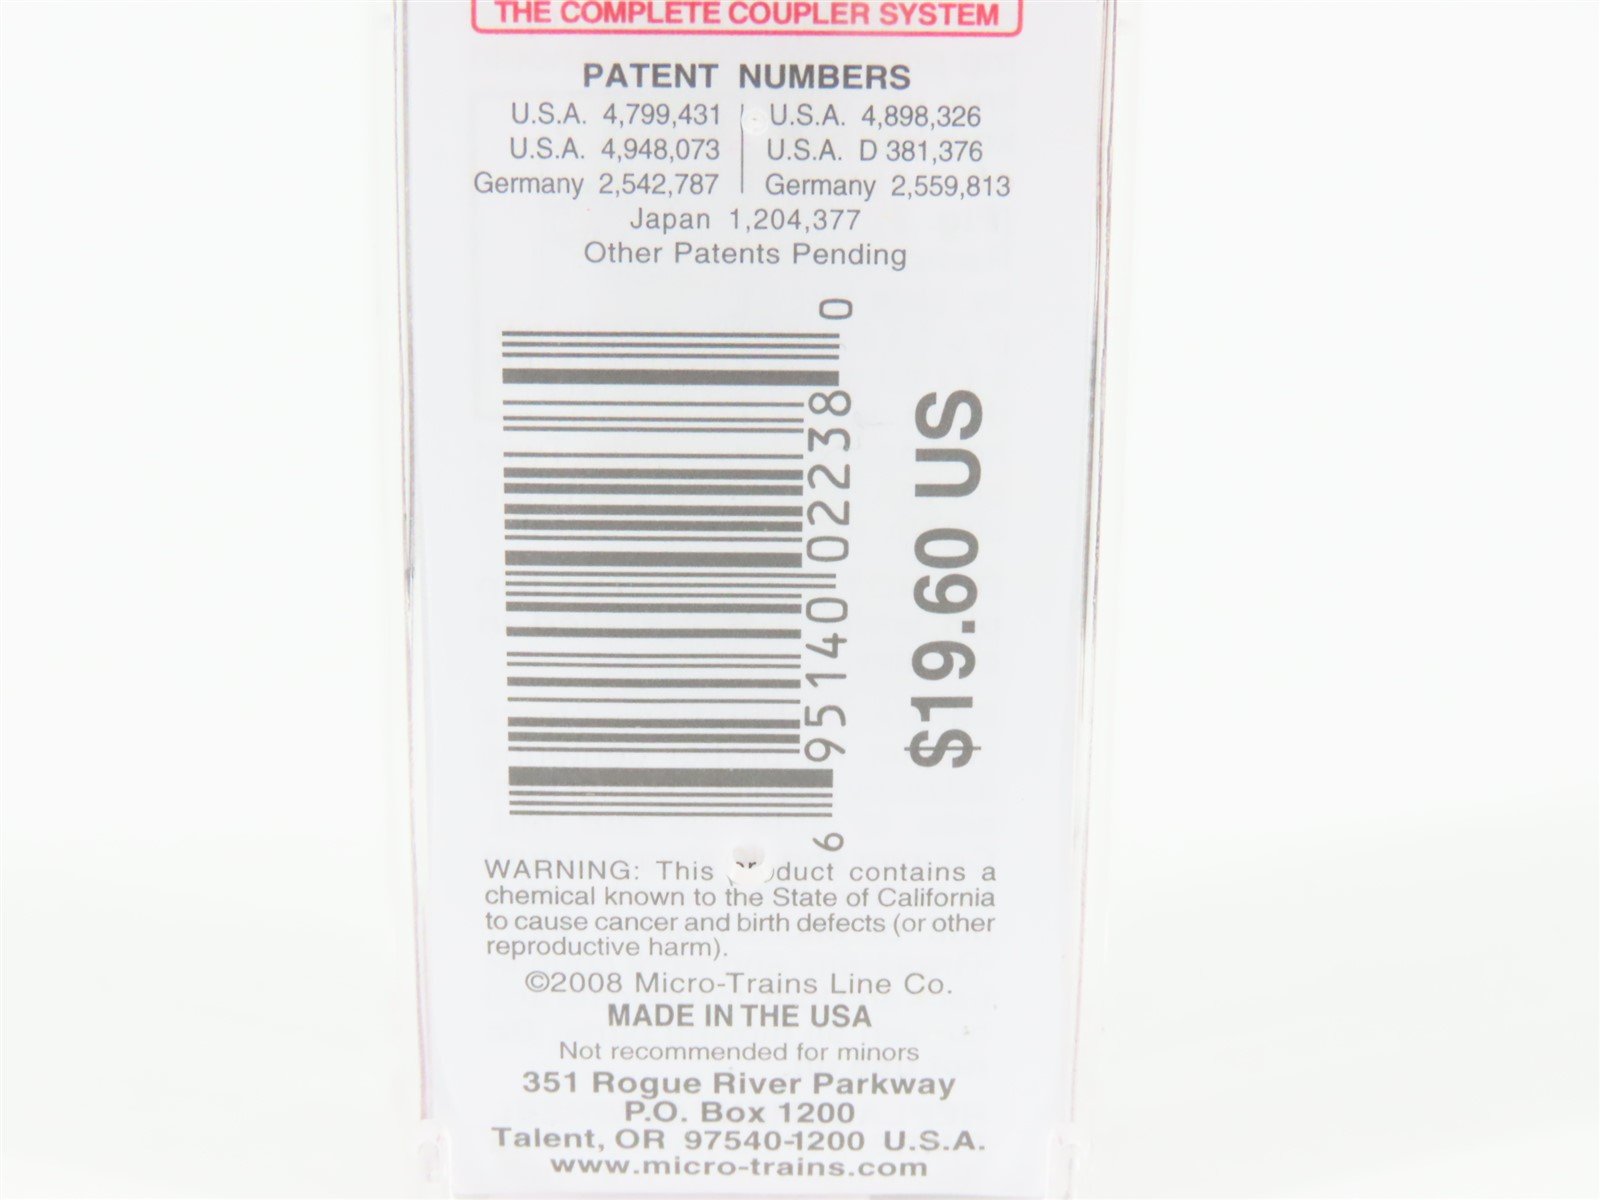 THE COMPLETE COUPLER SYSTEM
PATENT NUMBERS
U.S.A. 4,799,431 U.S.A. 4,898,326
U.S.A. 4,948,073 U.S.A. D 381,376
Germany 2,542,787 Germany 2,559,813
Japan 1,204,377
Other Patents Pending
6 95140 02238 0
$19.60 US
WARNING: This product contains a
chemical known to the State of California
to cause cancer and birth defects (or other
reproductive harm).
©2008 Micro-Trains Line Co.
MADE IN THE USA
Not recommended for minors
351 Rogue River Parkway
P.O. Box 1200
Talent, OR 97540-1200 U.S.A.
www.micro-trains.com